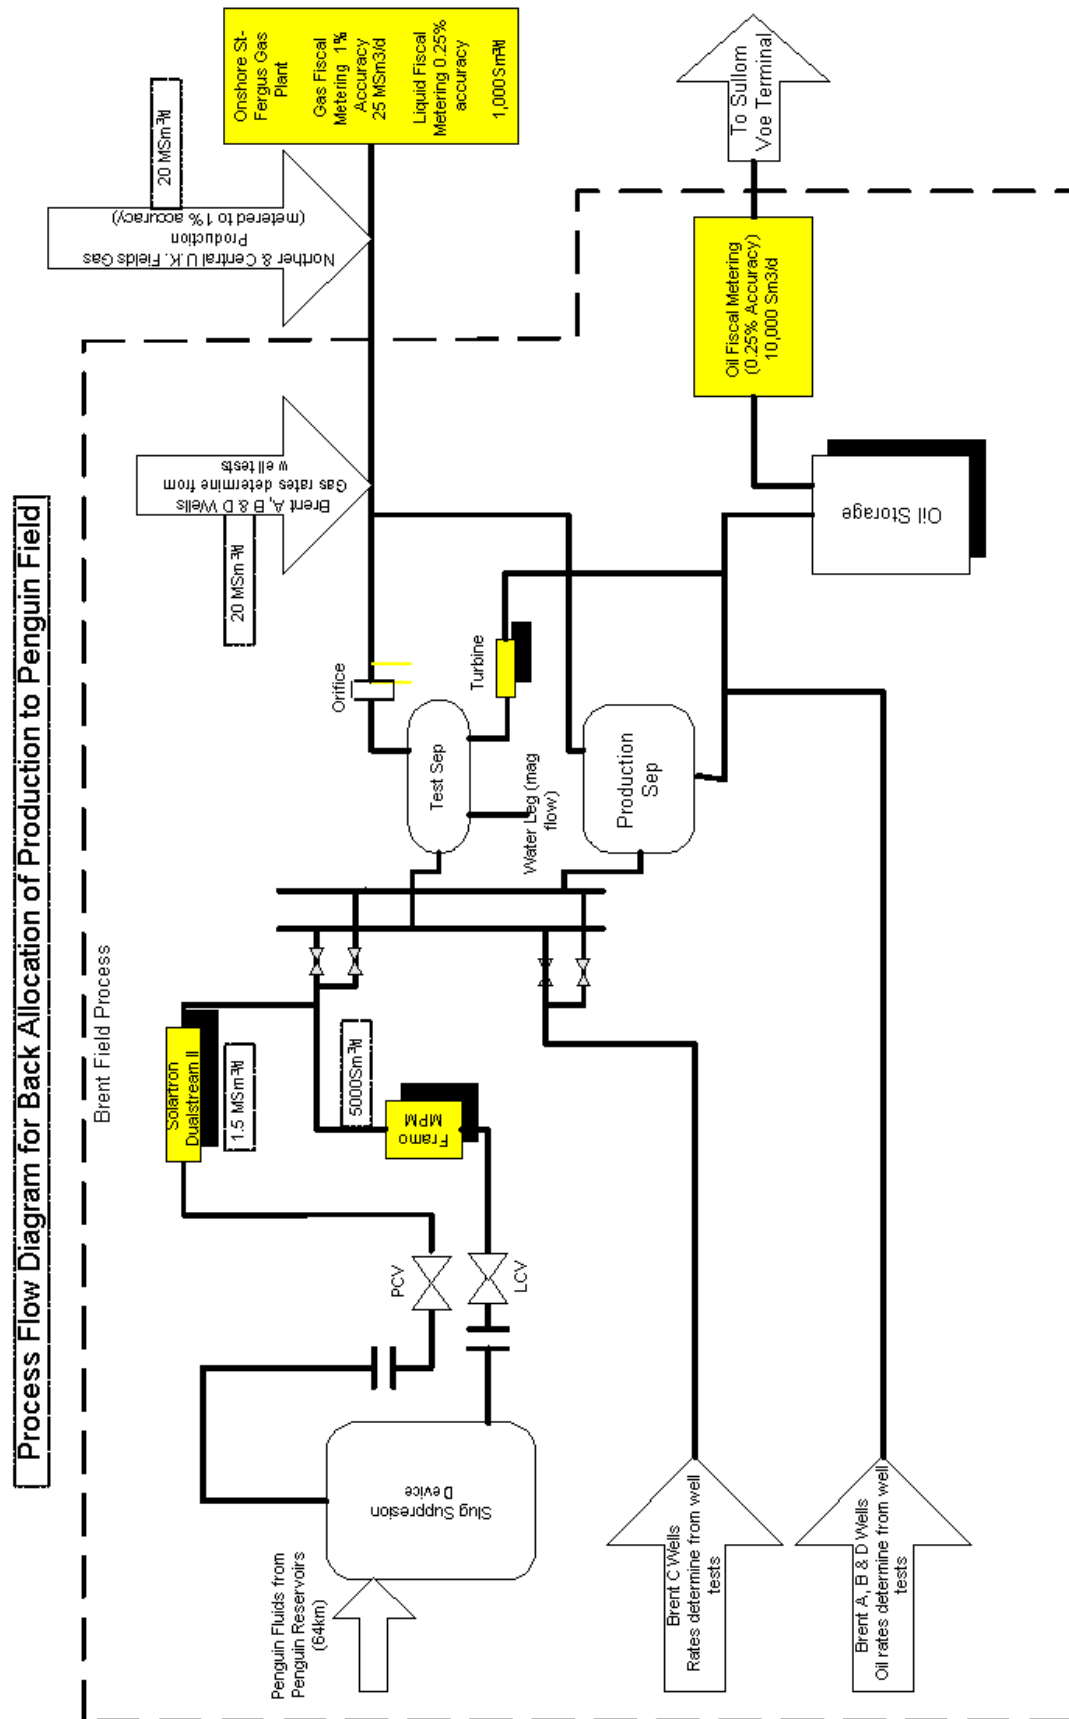 Process Flow Diagram for Back Allocation of Production to Penguin Field
Brent Field Process
Penguin Fluids from
Penguin Reservoirs
(64km)
Slug Suppresion
Device
PCV
LCV
Solartron
Dualstream II
1.5 MSm³/d
Framo
MPM
5000Sm³/d
Brent C Wells
Rates determine from well
tests
Brent A, B & D Wells
Oil rates determine from well
tests
Test Sep
Water Leg (mag
flow)
Production
Sep
Orifice
Turbine
Brent A, B & D Wells
Gas rates determine from
well tests
20 MSm³/d
Norther & Central U.K. Fields Gas
Production
(metered to 1% accuracy)
20 MSm³/d
Onshore St-
Fergus Gas
Plant
Gas Fiscal
Metering 1%
Accuracy
25 MSm3/d
Liquid Fiscal
Metering 0.25%
accuracy
1,000Sm³/d
Oil Storage
Oil Fiscal Metering
(0.25% Accuracy)
10,000 Sm3/d
To Sullom
Voe Terminal